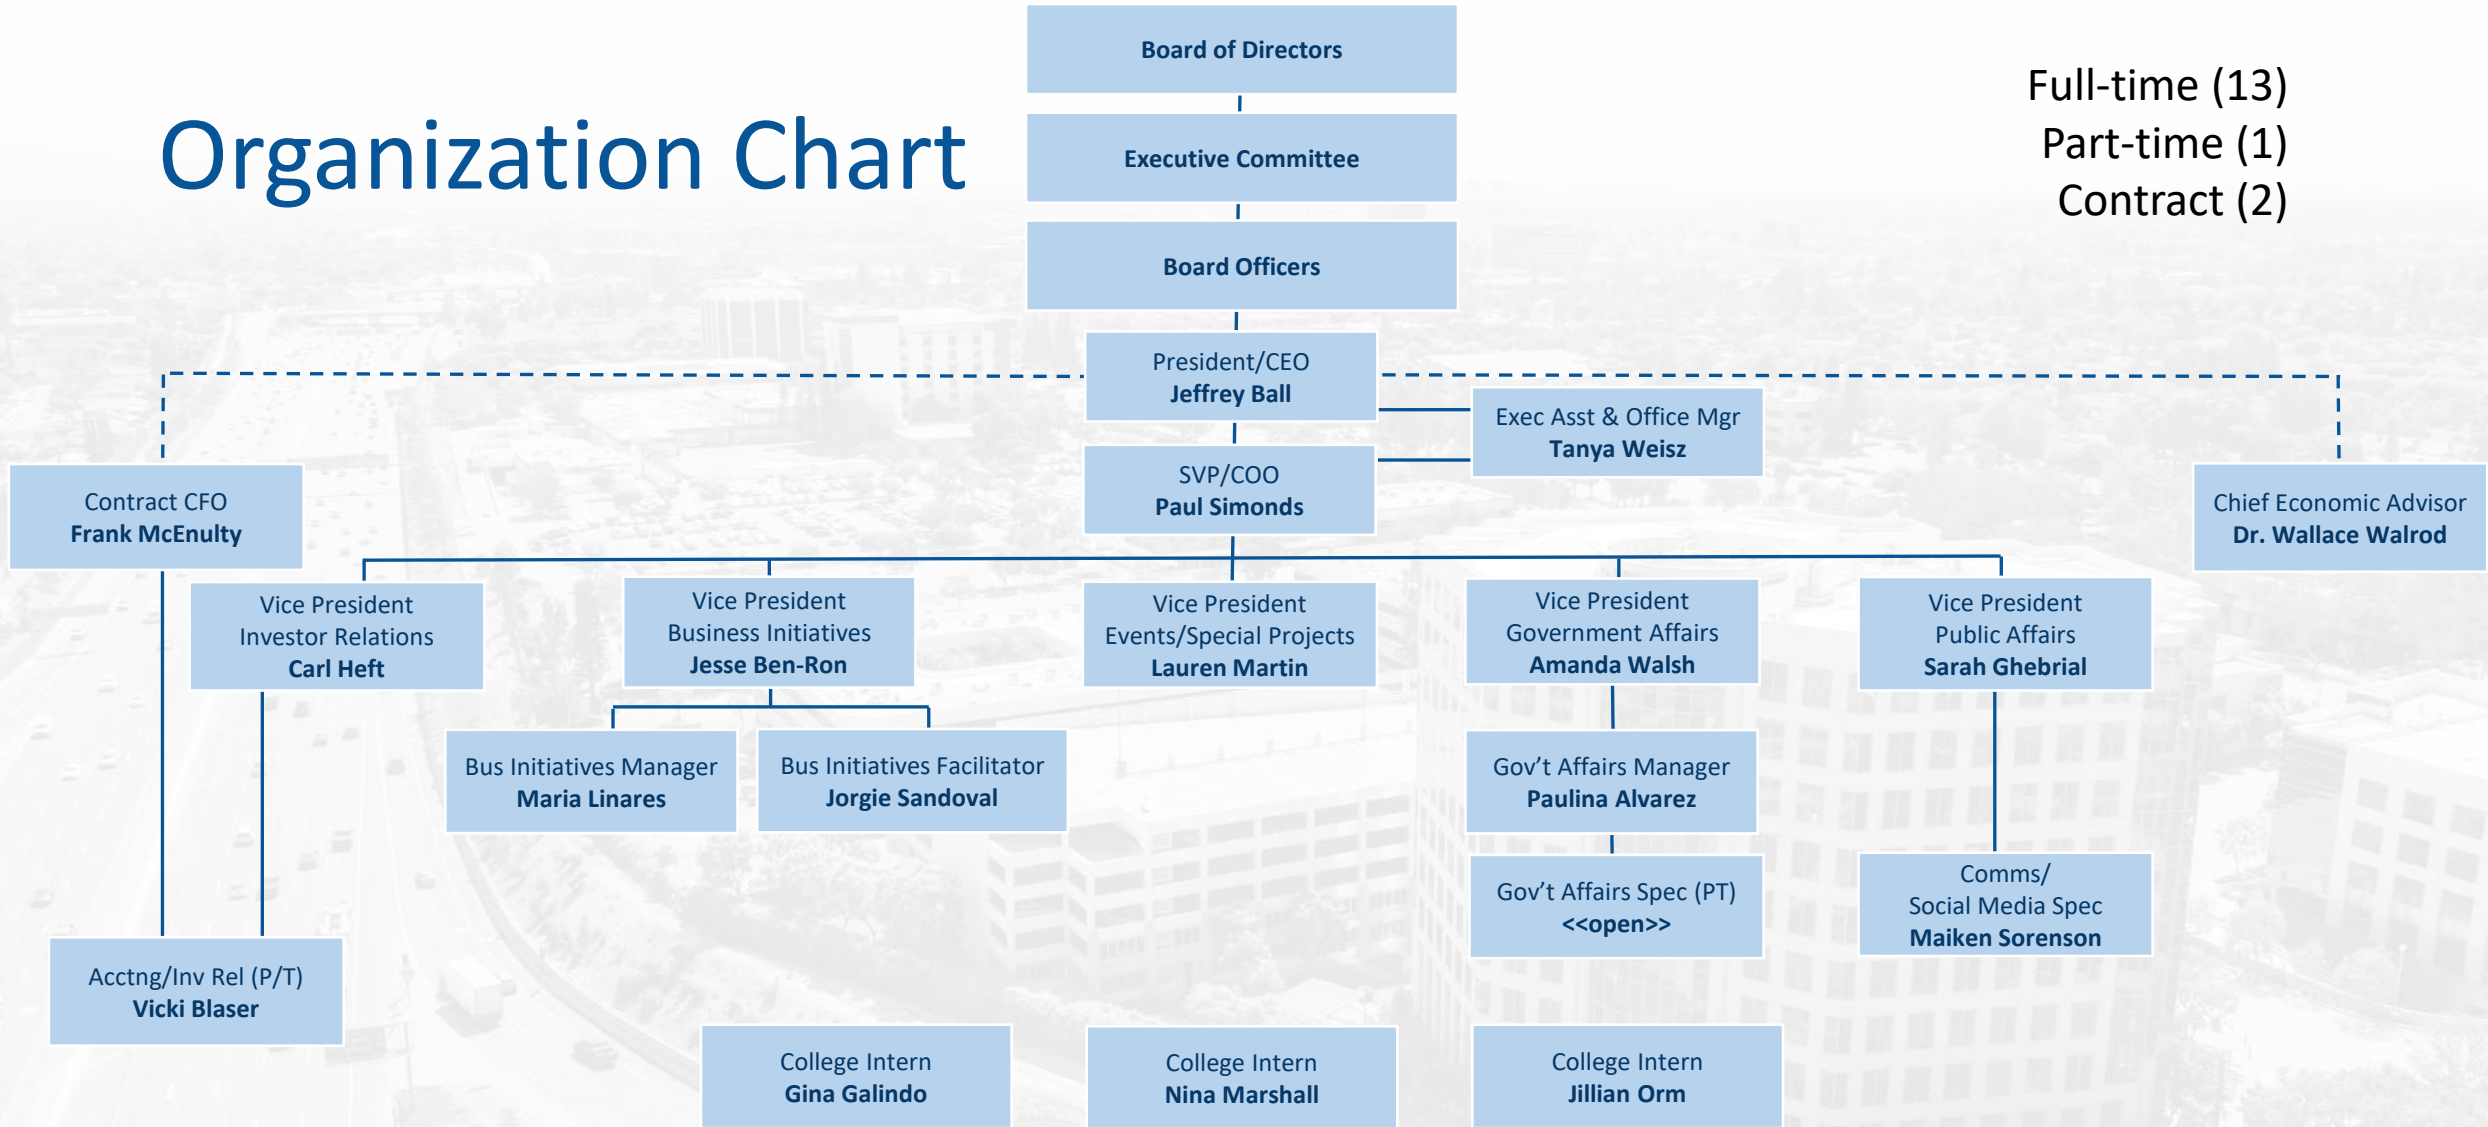 Board of Directors
Organization Chart
Full-time (13)
Part-time (1)
Contract (2)
Executive Committee
Board Officers
President/CEO
Jeffrey Ball
Exec Asst & Office Mgr
Tanya Weisz
SVP/COO
Paul Simonds
Contract CFO
Frank McEnulty
Chief Economic Advisor
Dr. Wallace Walrod
Vice President
Investor Relations
Carl Heft
Vice President
Business Initiatives
Jesse Ben-Ron
Vice President
Events/Special Projects
Lauren Martin
Vice President
Government Affairs
Amanda Walsh
Vice President
Public Affairs
Sarah Ghebrial
Bus Initiatives Manager
Maria Linares
Bus Initiatives Facilitator
Jorgie Sandoval
Gov’t Affairs Manager
Paulina Alvarez
Gov’t Affairs Spec (PT)
<<open>>
Comms/
Social Media Spec
Maiken Sorenson
Acctng/Inv Rel (P/T)
Vicki Blaser
College Intern
Gina Galindo
College Intern
Nina Marshall
College Intern
Jillian Orm